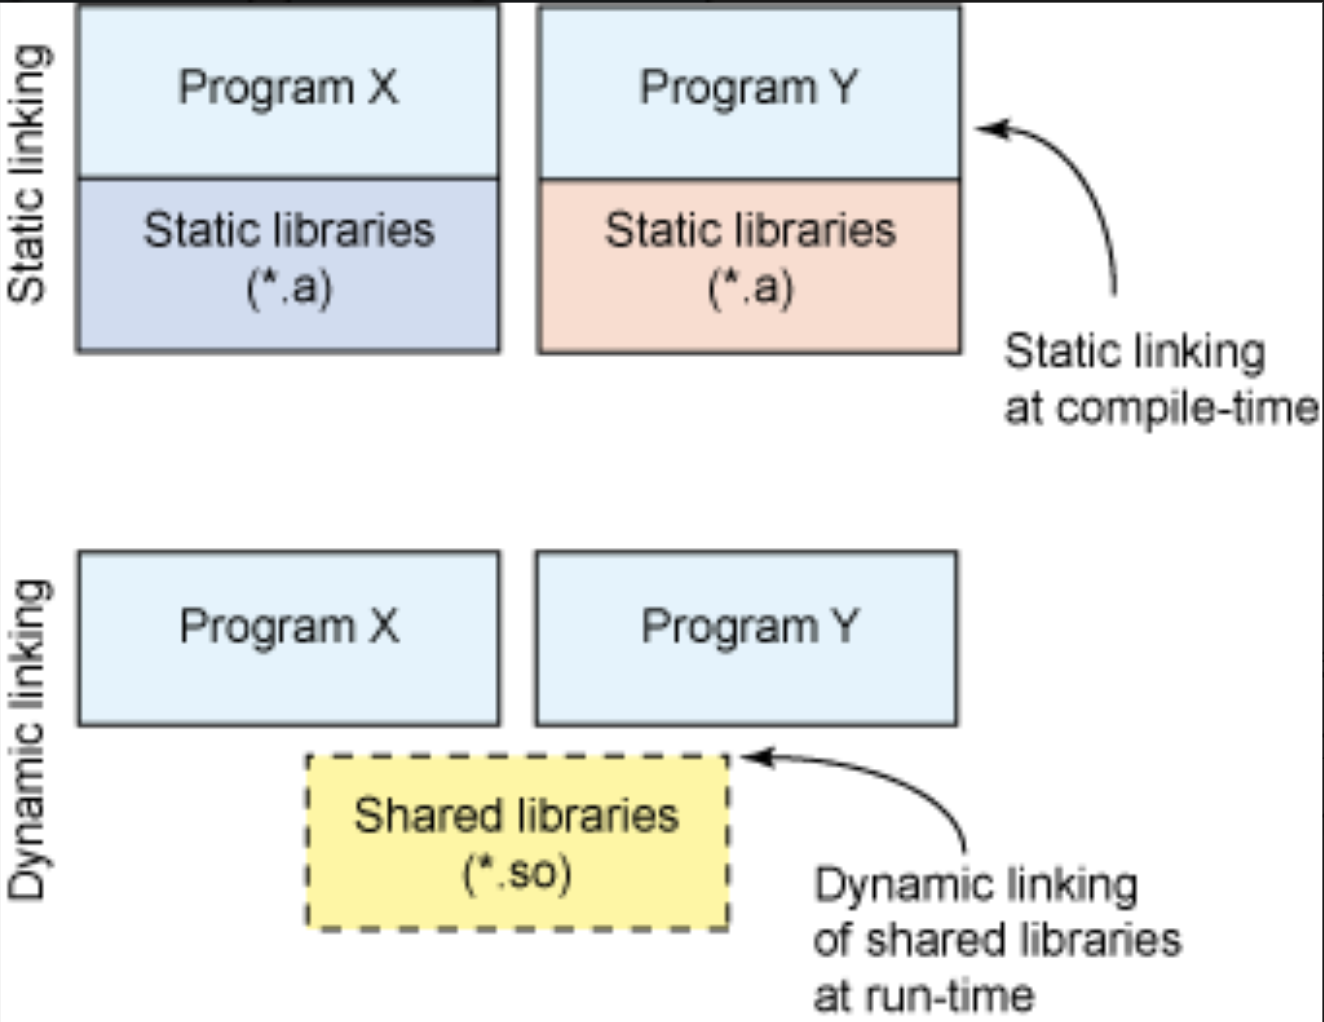 Static linking
Program X
Program Y
Static libraries
(*.a)
Static libraries
(*.a)
Static linking
at compile-time
Dynamic linking
Program X
Program Y
Shared libraries
(*.so)
Dynamic linking
of shared libraries
at run-time